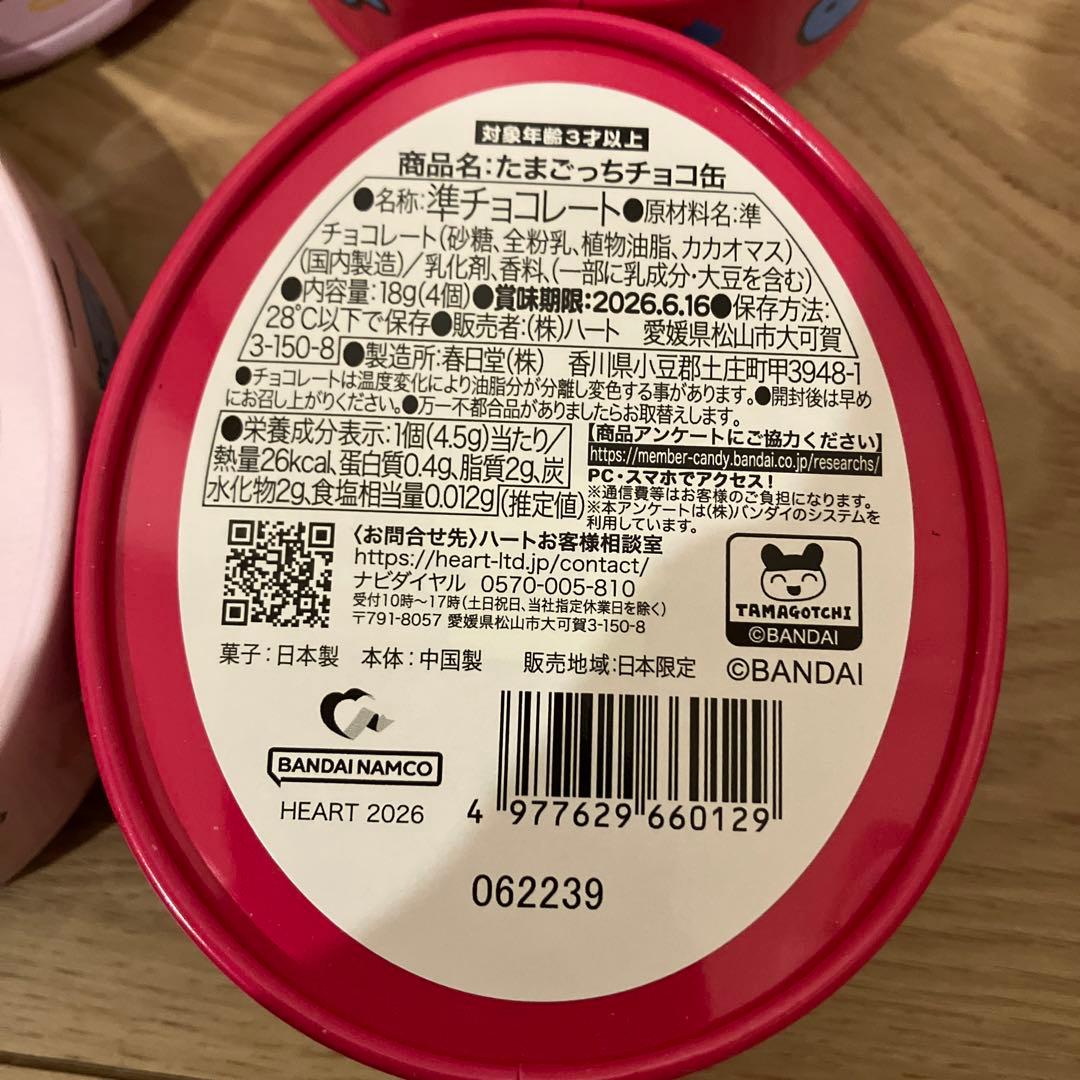 対象年齢3才以上
商品名:たまごっちチョコ缶
●名称:準チョコレート●原材料名:準
チョコレート(砂糖、全粉乳、植物油脂、カカオマス)
(国内製造)/乳化剤、香料、(一部に乳成分・大豆を含む)
●内容量:18g(4個)●賞味期限:2026.6.16●保存方法:
28℃以下で保存●販売者:(株)ハート 愛媛県松山市大可賀
3-150-8●製造所:春日堂(株) 香川県小豆郡土庄町甲3948-1
●チョコレートは温度変化により油脂分が分離し変色する事があります。●開封後は早め
にお召し上がりください。●万一不都合品がありましたらお取替えします。
●栄養成分表示:1個(4.5g)当たり/
熱量26kcal、蛋白質0.4g、脂質2g、炭
水化物2g、食塩相当量0.012g(推定値)
【商品アンケートにご協力ください】
https://member-candy.bandai.co.jp/researchs/
PC・スマホでアクセス!
※通信費等はお客様のご負担になります。
※本アンケートは(株)バンダイのシステムを
利用しています。
〈お問合せ先〉ハートお客様相談室
https://heart-ltd.jp/contact/
ナビダイヤル 0570-005-810
受付10時~17時(土日祝日、当社指定休業日を除く)
〒791-8057 愛媛県松山市大可賀3-150-8
TAMAGOTCHI
©BANDAI
菓子:日本製 本体:中国製 販売地域:日本限定
©BANDAI
BANDAI NAMCO
HEART 2026
4 977629 660129
062239